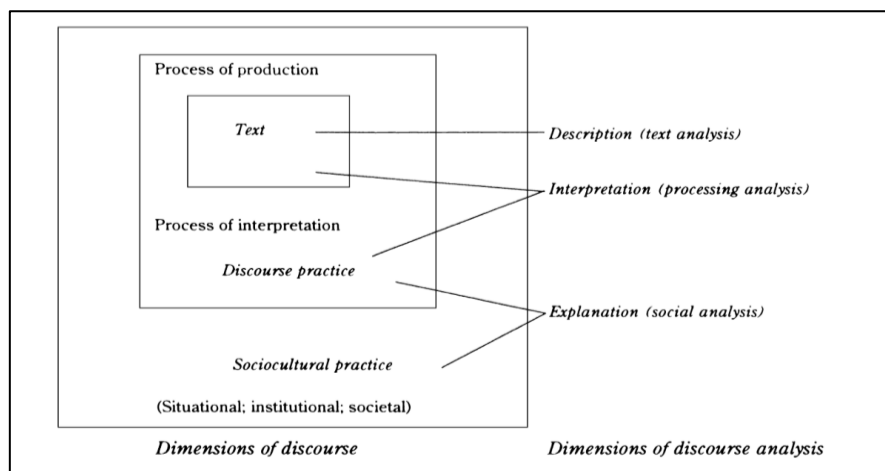 Process of production
Text
Description (text analysis)
Interpretation (processing analysis)
Process of interpretation
Discourse practice
Explanation (social analysis)
Sociocultural practice
(Situational; institutional; societal)
Dimensions of discourse
Dimensions of discourse analysis